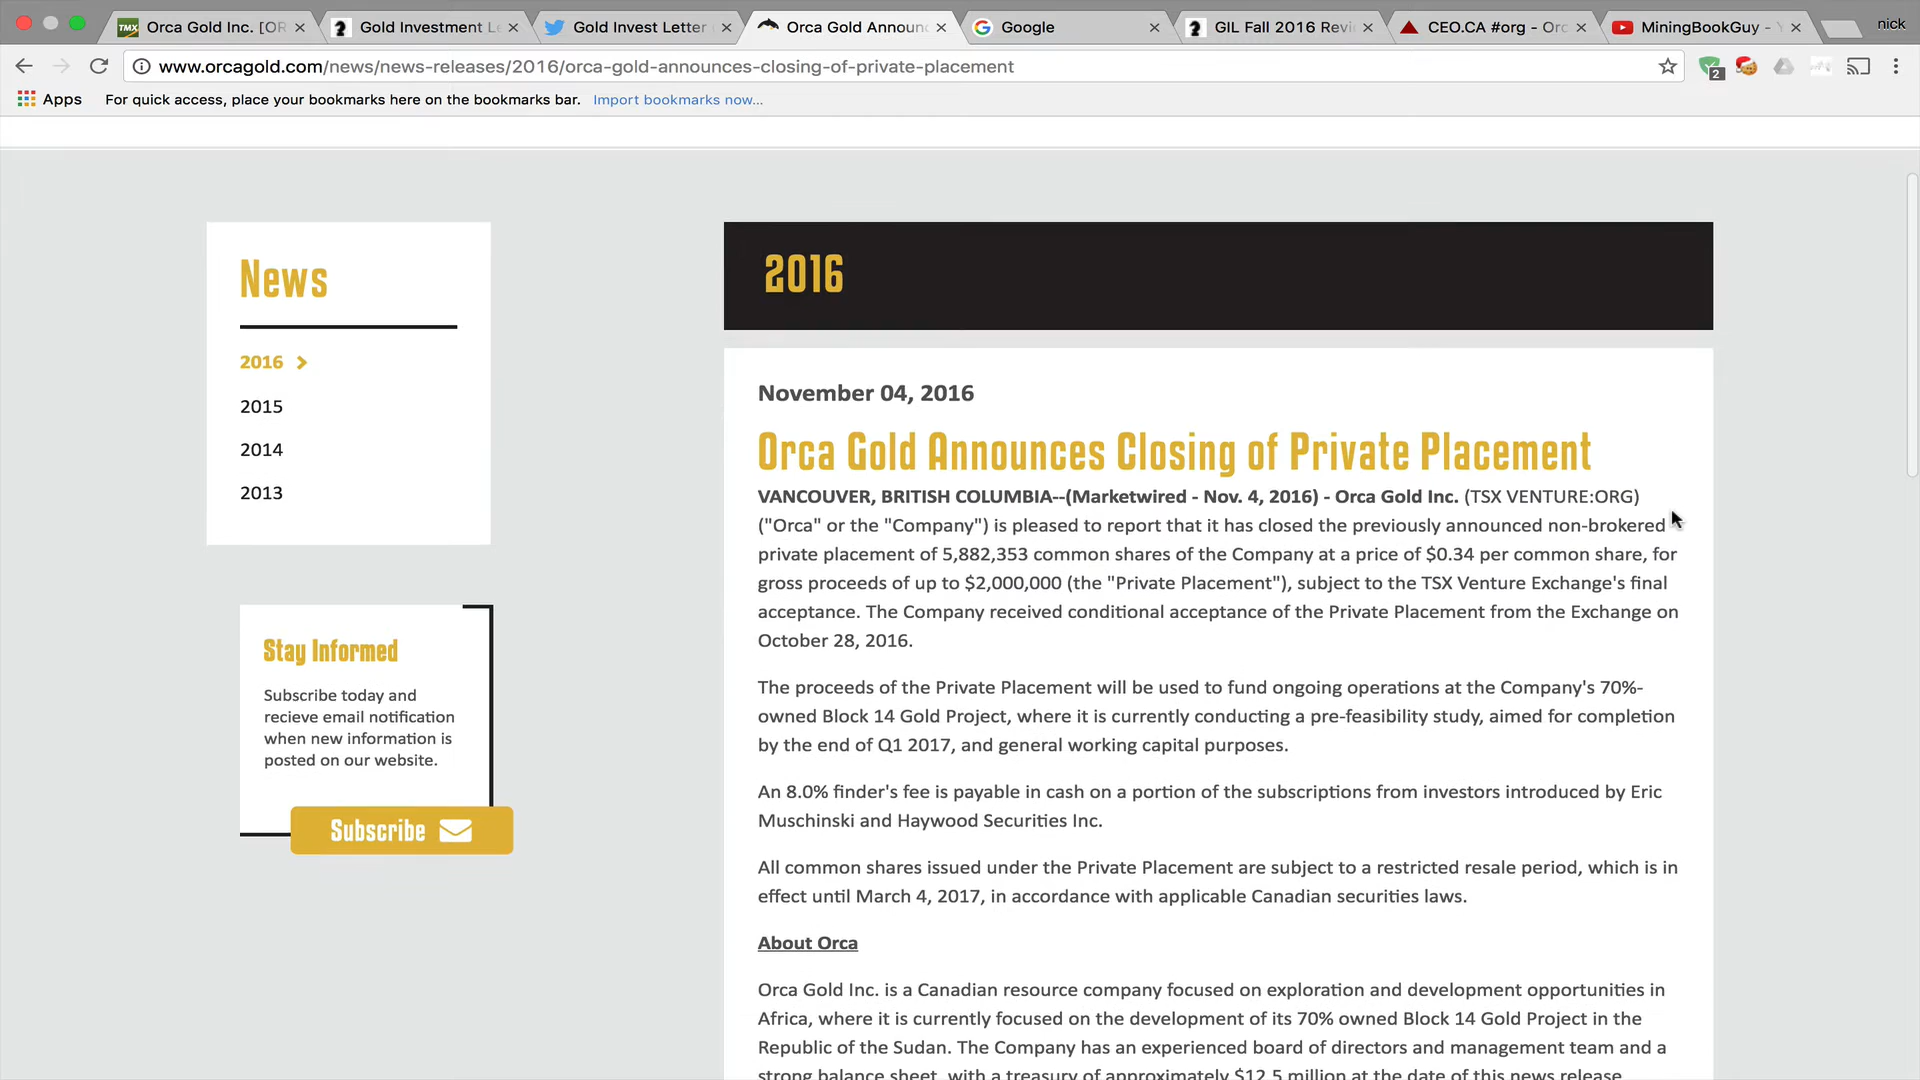 Orca Gold Inc. [OR
Gold Investment Le
Gold Invest Letter
Orca Gold Announ
Google
GIL Fall 2016 Revi
CEO.CA #org - Orc
MiningBookGuy - Y
nick
www.orcagold.com/news/news-releases/2016/orca-gold-announces-closing-of-private-placement
2
Apps
For quick access, place your bookmarks here on the bookmarks bar. Import bookmarks now...
News
2016
2015
2014
2013
Stay Informed
Subscribe today and
recieve email notification
when new information is
posted on our website.
Subscribe
2016
November 04, 2016
Orca Gold Announces Closing of Private Placement
VANCOUVER, BRITISH COLUMBIA--(Marketwired - Nov. 4, 2016) - Orca Gold Inc. (TSX VENTURE:ORG)
("Orca" or the "Company") is pleased to report that it has closed the previously announced non-brokered
private placement of 5,882,353 common shares of the Company at a price of $0.34 per common share, for
gross proceeds of up to $2,000,000 (the "Private Placement"), subject to the TSX Venture Exchange's final
acceptance. The Company received conditional acceptance of the Private Placement from the Exchange on
October 28, 2016.
The proceeds of the Private Placement will be used to fund ongoing operations at the Company's 70%-
owned Block 14 Gold Project, where it is currently conducting a pre-feasibility study, aimed for completion
by the end of Q1 2017, and general working capital purposes.
An 8.0% finder's fee is payable in cash on a portion of the subscriptions from investors introduced by Eric
Muschinski and Haywood Securities Inc.
All common shares issued under the Private Placement are subject to a restricted resale period, which is in
effect until March 4, 2017, in accordance with applicable Canadian securities laws.
About Orca
Orca Gold Inc. is a Canadian resource company focused on exploration and development opportunities in
Africa, where it is currently focused on the development of its 70% owned Block 14 Gold Project in the
Republic of the Sudan. The Company has an experienced board of directors and management team and a
strong balance sheet, with a treasury of approximately $12.5 million at the date of this news release.